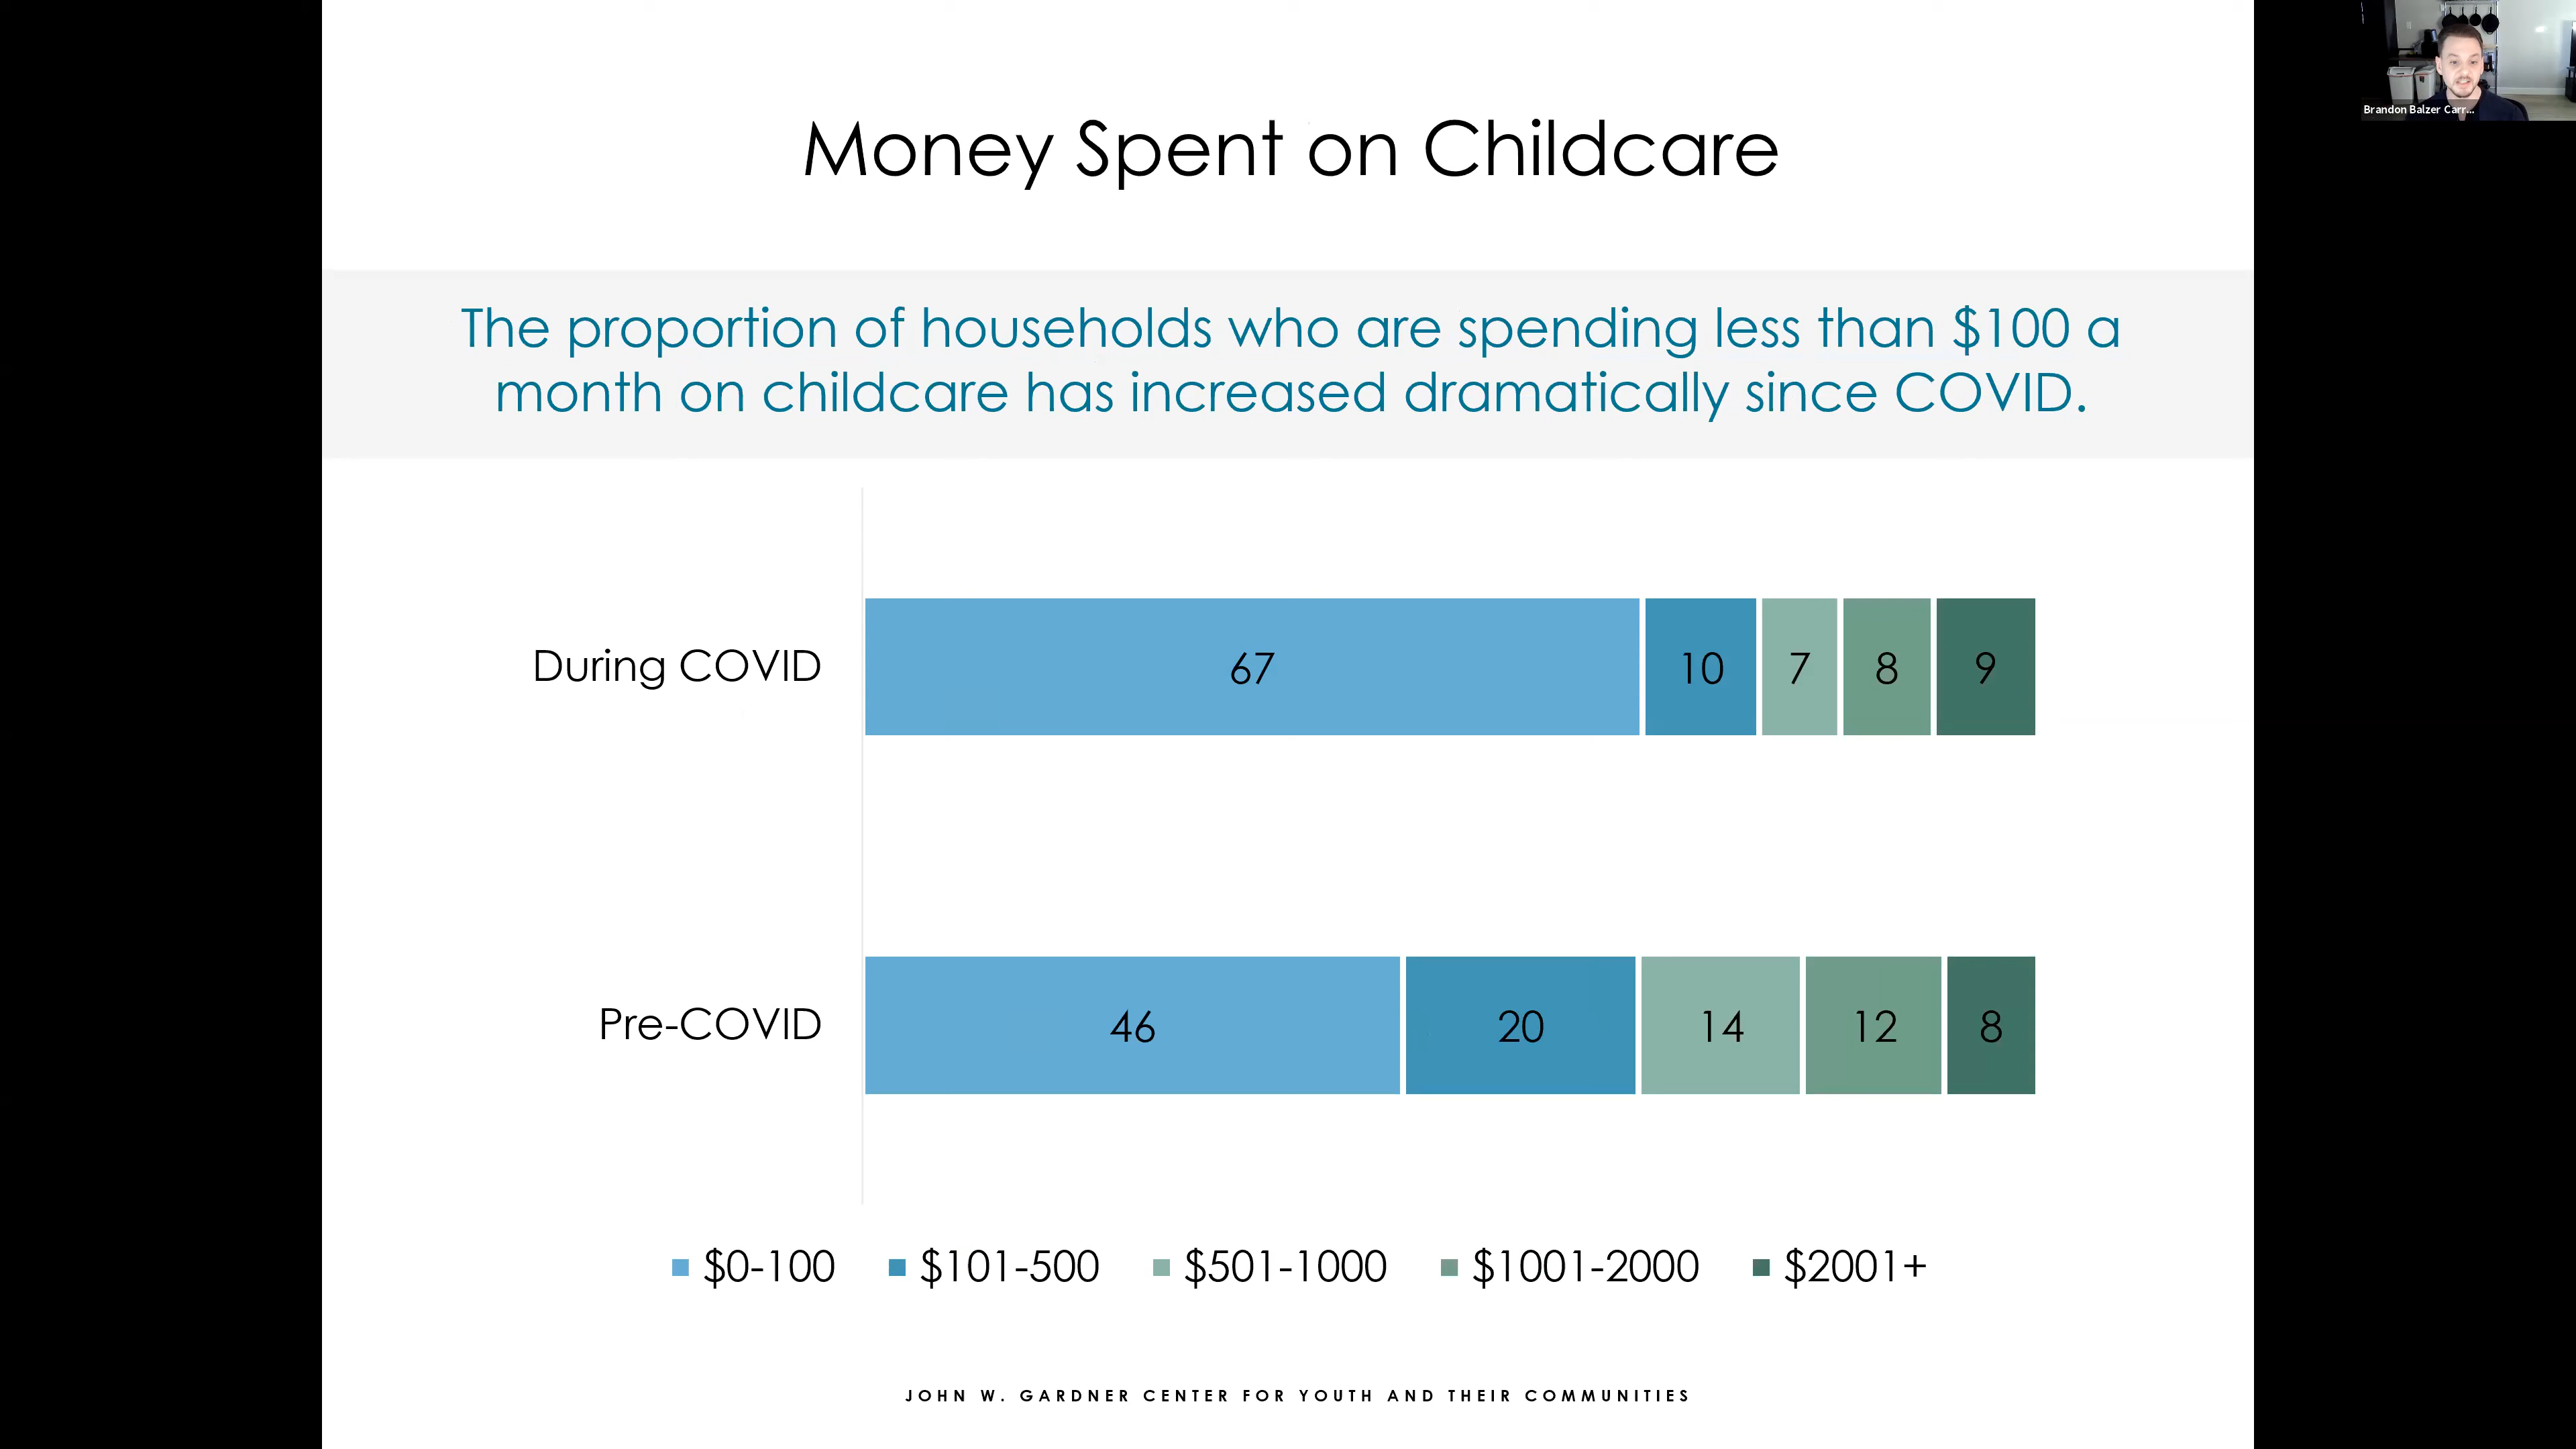 Money Spent on Childcare
Brandon Balzer Carr...
The proportion of households who are spending less than $100 a
month on childcare has increased dramatically since COVID.
During COVID
67
10
7
8
9
Pre-COVID
46
20
14
12
8
$0-100
$101-500
$501-1000
$1001-2000
$2001+
JOHN W. GARDNER CENTER FOR YOUTH AND THEIR COMMUNITIES